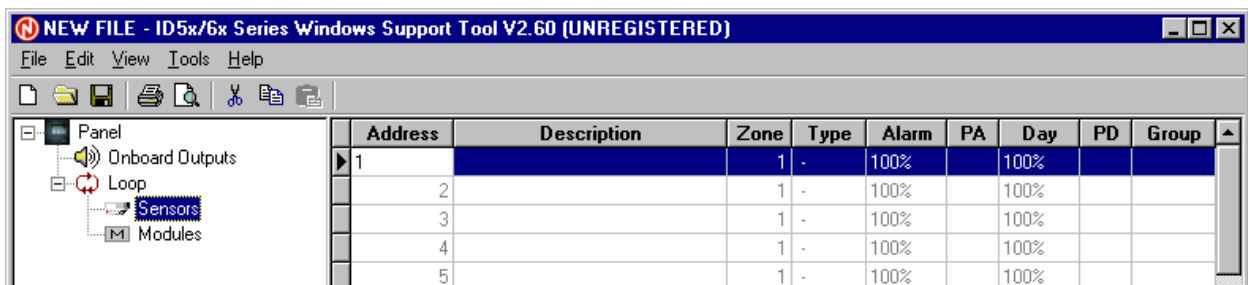 NEW FILE - ID5x/6x Series Windows Support Tool V2.60 (UNREGISTERED)
File Edit View Tools Help
Panel
Onboard Outputs
Loop
Sensors
M Modules
Address Description Zone Type Alarm PA Day PD Group
1 1 - 100% 100%
2 1 - 100% 100%
3 1 - 100% 100%
4 1 - 100% 100%
5 1 - 100% 100%